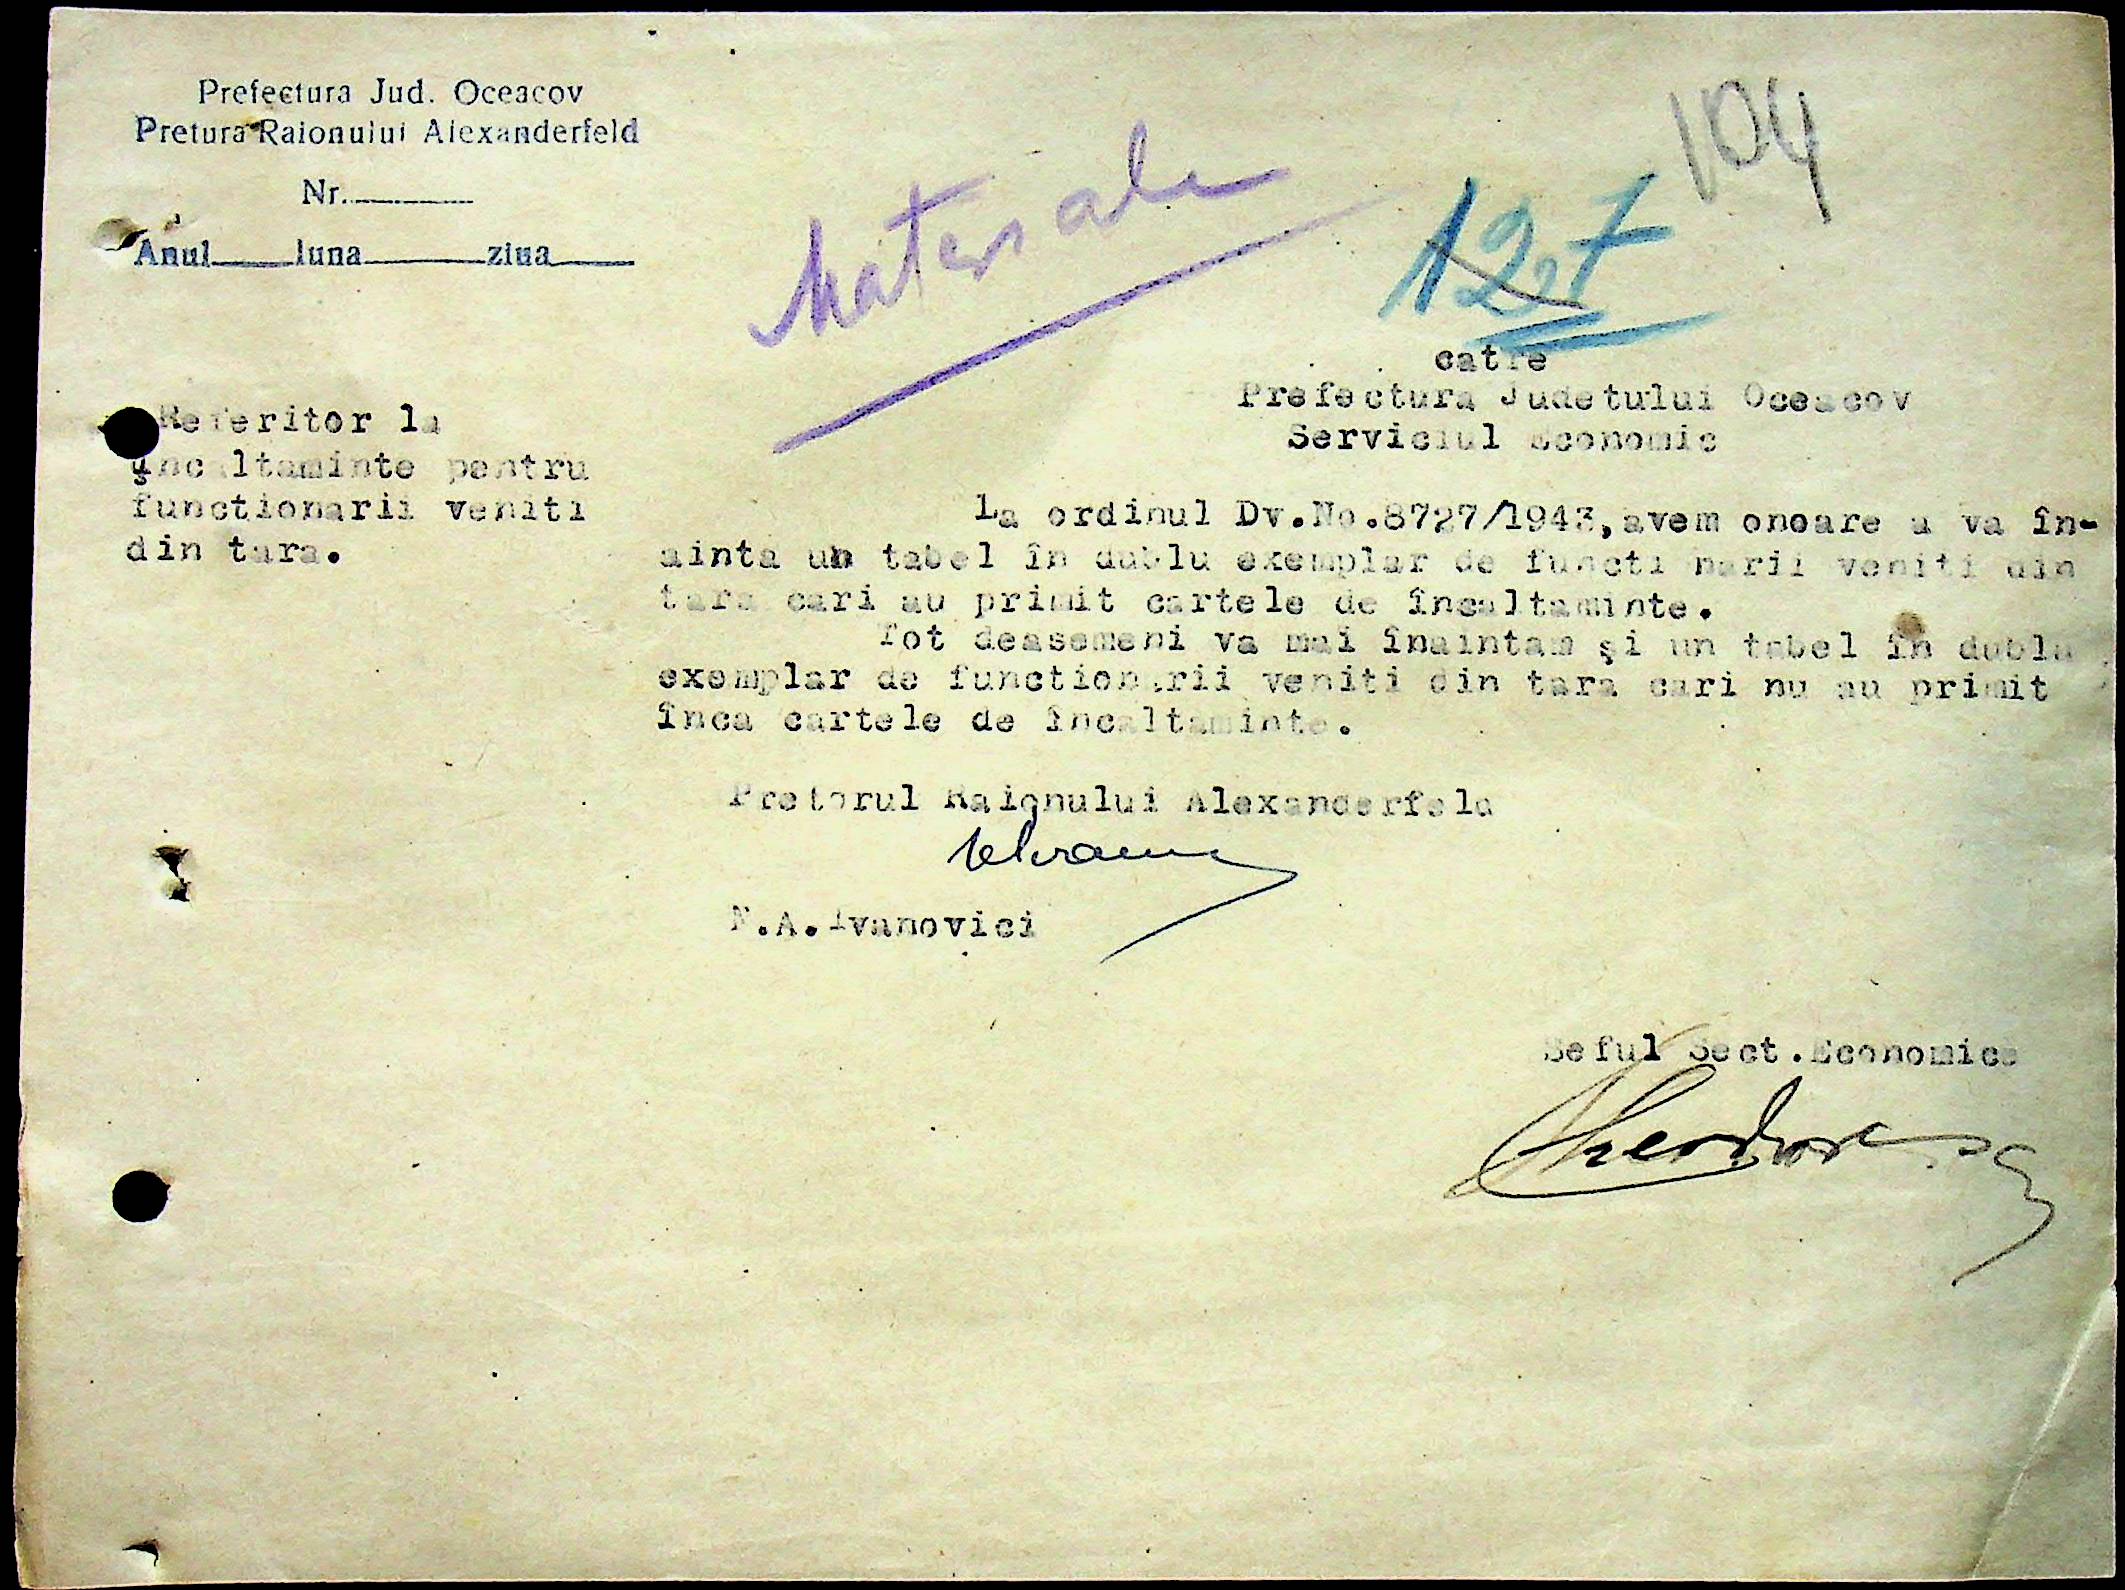 Prefectura Jud. Oceacov
Pretura Raionului Alexanderfeld
Nr.
Anul luna ziua
Materiale
104
127
catre
Prefectura Judetului Oceacov
Serviciul Economic
Referitor la
încaltaminte pentru
functionarii veniti
din tara.
La ordinul Dv.No.8727/1943,avem onoare a va în-
ainta un tabel în dublu exemplar de functionarii veniti din
tara cari au primit cartele de încaltaminte.
Tot deasemeni va mai înaintam şi un tabel în dublu
exemplar de functionarii veniti din tara cari nu au primit
înca cartele de încaltaminte.
Pretorul Raionului Alexanderfeld
N.A.Ivanovici
Seful Sect.Economice